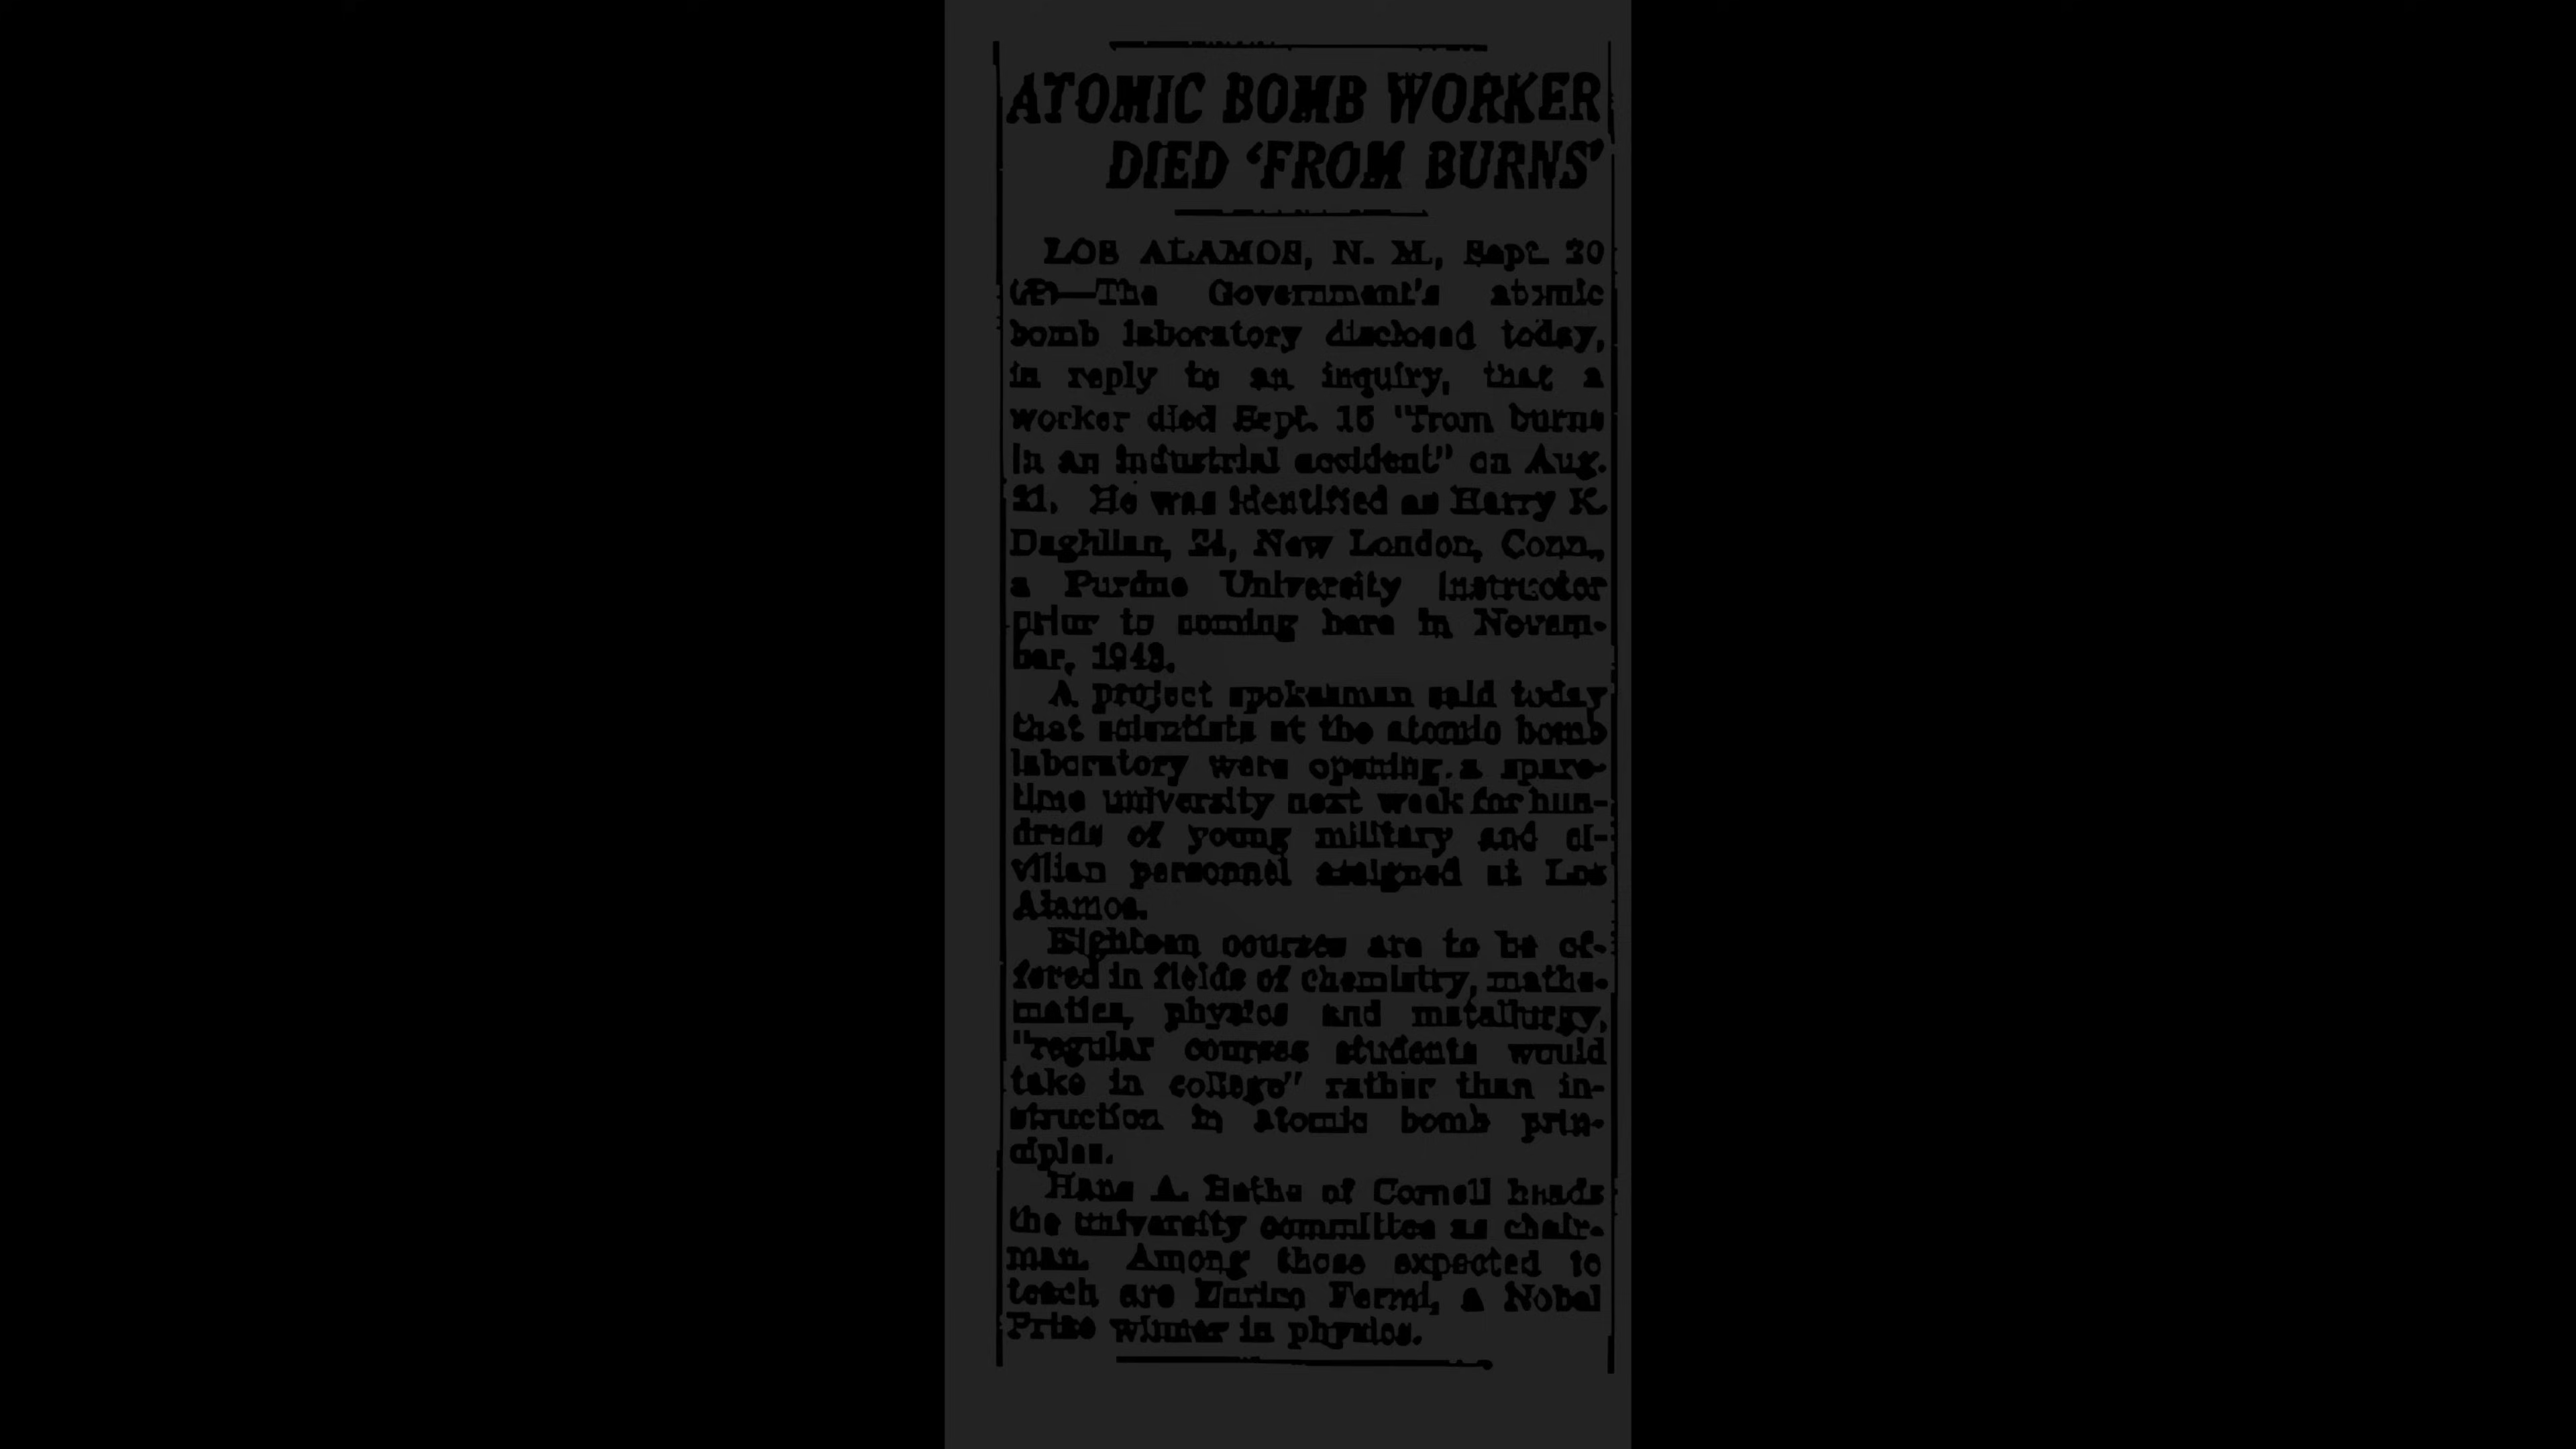 ATOMIC BOMB WORKER
DIED 'FROM BURNS'
LOS ALAMOS, N. M., Sept. 20
(AP)—The Government's atomic
bomb laboratory disclosed today,
in reply to an inquiry, that a
worker died Sept. 15 "from burns
in an industrial accident" on Aug.
21. He was identified as Harry K.
Daghlian, 24, New London, Conn.,
a Purdue University instructor
prior to coming here in Novem-
ber, 1943.
A project spokesman said today
that scientists at the atomic bomb
laboratory were opening a spare-
time university next week for hun-
dreds of young military and ci-
vilian personnel assigned at Los
Alamos.
Eighteen courses are to be of-
fered in fields of chemistry, mathe-
matics, physics and metallurgy,
"regular courses students would
take in college" rather than in-
struction in atomic bomb prin-
ciples.
Hans A. Bethe of Cornell heads
the university committee as chair-
man. Among those expected to
teach are Enrico Fermi, a Nobel
Prize winner in physics.